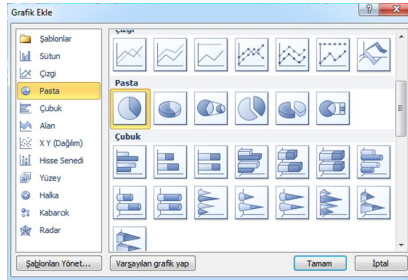 Grafik Ekle
Şablonlar
Sütun
Çizgi
Pasta
Çubuk
Alan
X Y (Dağılım)
Hisse Senedi
Yüzey
Halka
Kabarcık
Radar
Çizgi
Pasta
Çubuk
Şablonları Yönet...
Varsayılan grafik yap
Tamam
İptal